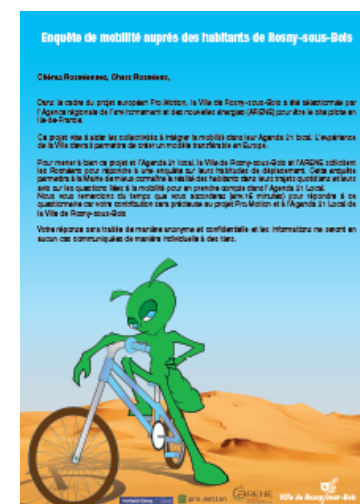 Enquête de mobilité auprès des habitants de Rosny-sous-Bois
Chères Rosnéennes, Chers Rosnéens,
Dans le cadre du projet européen Pro.Motion, la Ville de Rosny-sous-Bois a été sélectionnée par
l'Agence régionale de l'environnement et des nouvelles énergies (ARENE) pour être le site pilote en
Ile-de-France.
Ce projet vise à aider les collectivités à intégrer la mobilité dans leur Agenda 21 local. L'expérience
de la Ville devrait permettre de créer un modèle transférable en Europe.
Pour mener à bien ce projet et l'Agenda 21 local, la Ville de Rosny-sous-Bois et l'ARENE sollicitent
les Rosnéens pour répondre à une enquête sur leurs habitudes de déplacement. Cette enquête
permettra à la Mairie de mieux connaître la réalité des habitants dans leurs trajets quotidiens et leurs
avis sur les questions liées à la mobilité pour en prendre compte dans l'Agenda 21 Local.
Nous vous remercions du temps que vous accorderez (env.15 minutes) pour répondre à ce
questionnaire car votre contribution sera précieuse au projet Pro.Motion et à l'Agenda 21 Local de
la Ville de Rosny-sous-Bois
Votre réponse sera traitée de manière anonyme et confidentielle et les informations ne seront en
aucun cas communiquées de manière individuelle à des tiers.
pro.motion
ARENE
Ville de Rosny-sous-Bois